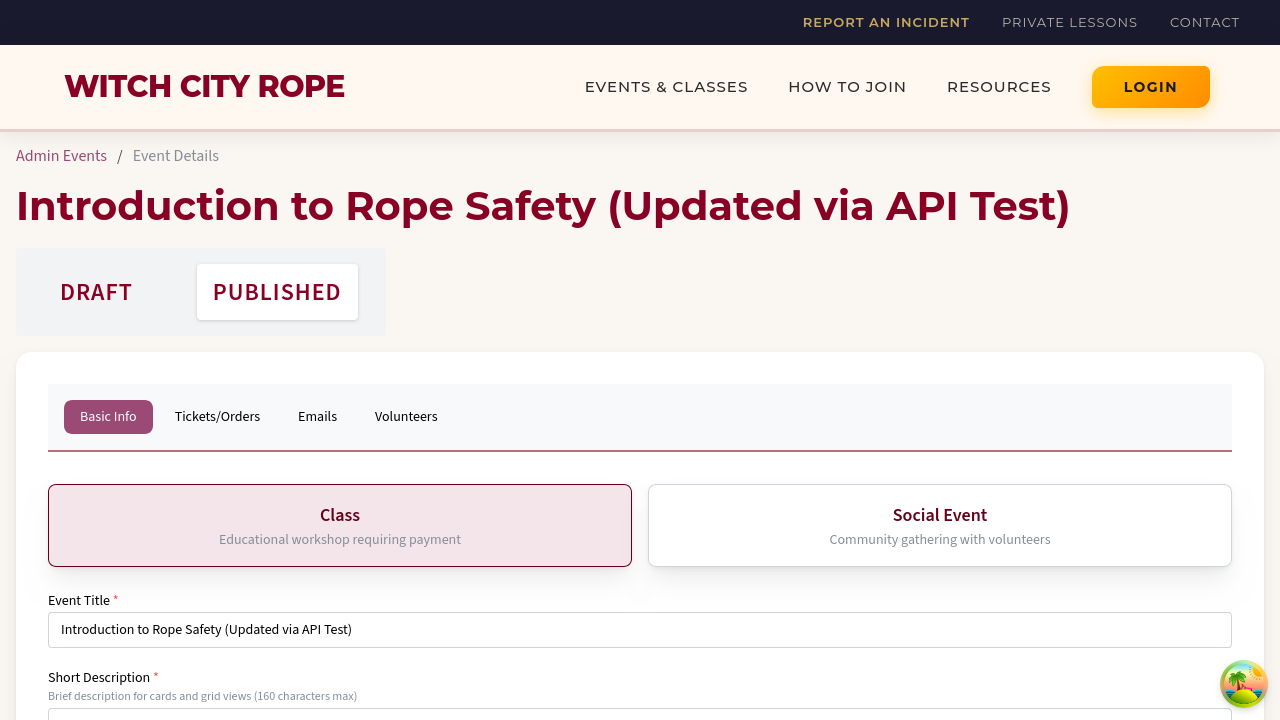 REPORT AN INCIDENT PRIVATE LESSONS CONTACT
WITCH CITY ROPE EVENTS & CLASSES HOW TO JOIN RESOURCES LOGIN
Admin Events / Event Details
Introduction to Rope Safety (Updated via API Test)
DRAFT PUBLISHED
Basic Info Tickets/Orders Emails Volunteers
Class Social Event
Educational workshop requiring payment Community gathering with volunteers
Event Title *
Introduction to Rope Safety (Updated via API Test)
Short Description *
Brief description for cards and grid views (160 characters max)